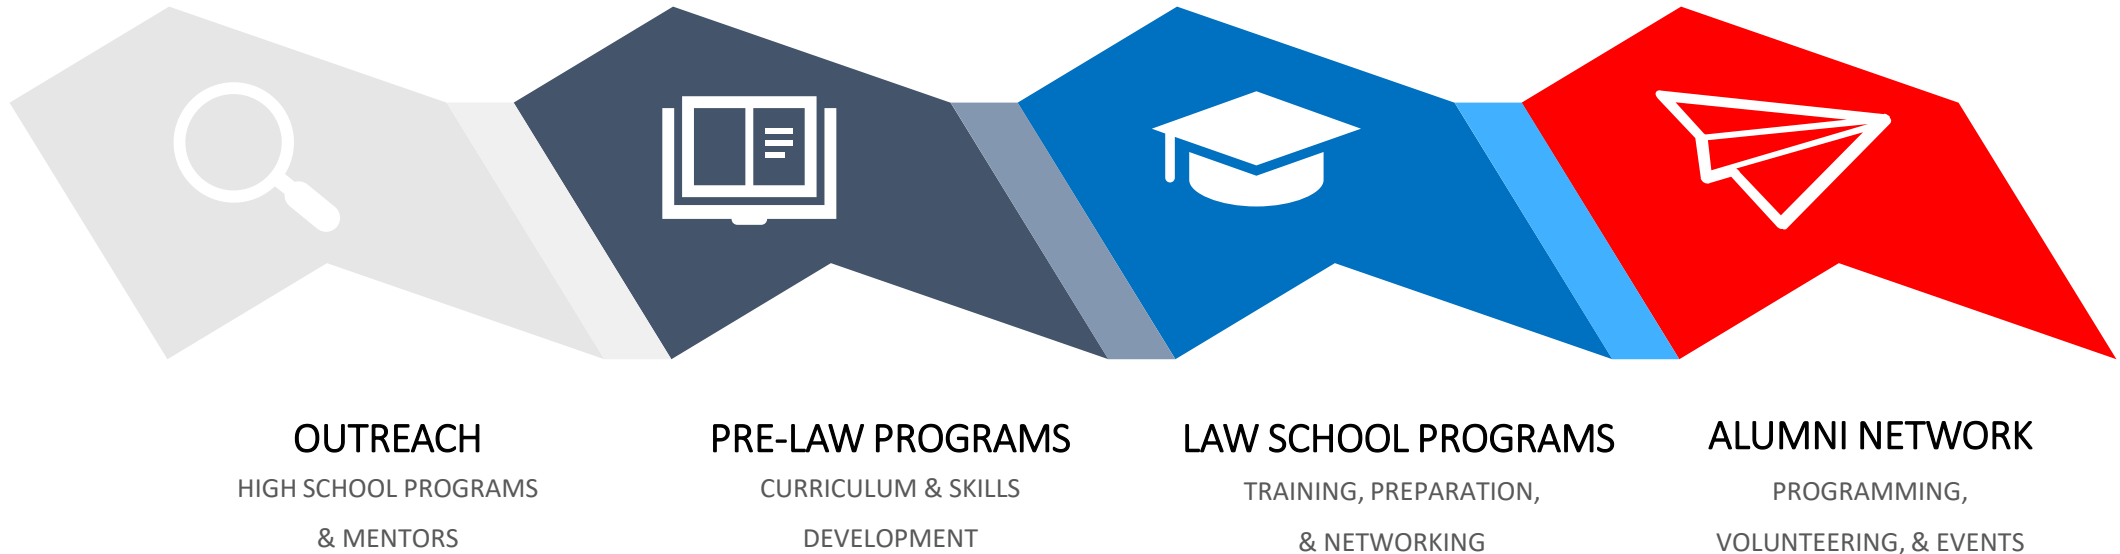 OUTREACH
HIGH SCHOOL PROGRAMS
& MENTORS
PRE-LAW PROGRAMS
CURRICULUM & SKILLS
DEVELOPMENT
LAW SCHOOL PROGRAMS
TRAINING, PREPARATION,
& NETWORKING
ALUMNI NETWORK
PROGRAMMING,
VOLUNTEERING, & EVENTS